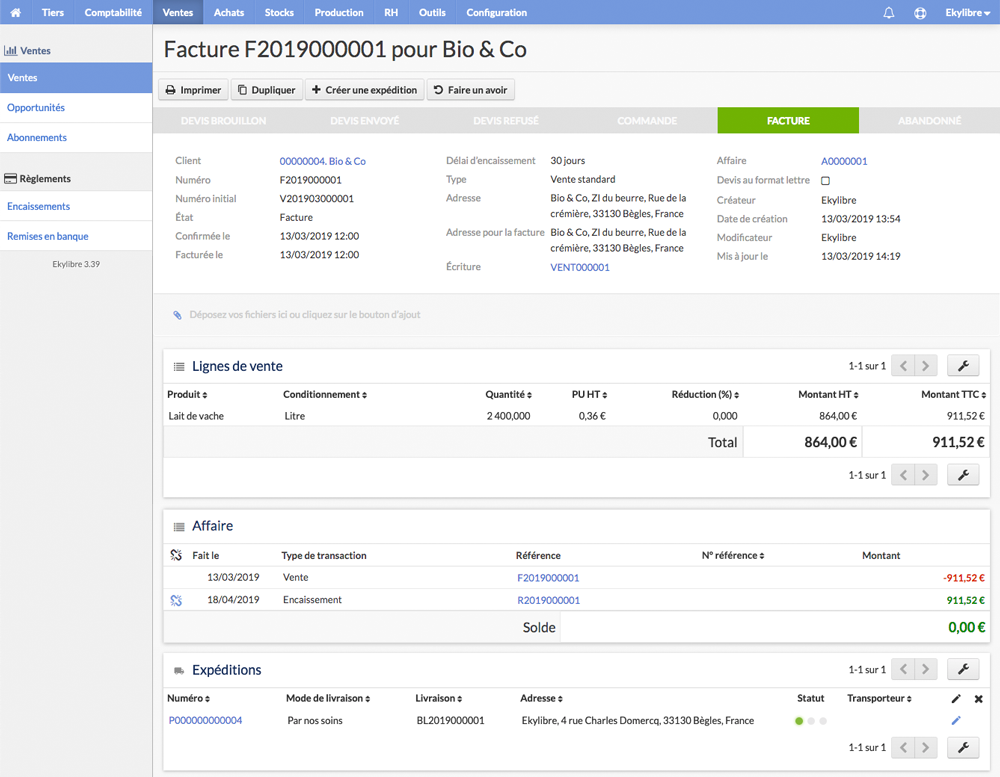 Tiers Comptabilité Ventes Achats Stocks Production RH Outils Configuration Ekylibre
Ventes
Ventes
Opportunités
Abonnements
Règlements
Encaissements
Remises en banque
Ekylibre 3.39
Facture F2019000001 pour Bio & Co
Imprimer Dupliquer Créer une expédition Faire un avoir
DEVIS BROUILLON DEVIS ENVOYÉ DEVIS REFUSÉ COMMANDE FACTURE ABANDONNÉ
Client 00000004. Bio & Co
Numéro F2019000001
Numéro initial V201903000001
État Facture
Confirmée le 13/03/2019 12:00
Facturée le 13/03/2019 12:00
Délai d'encaissement 30 jours
Type Vente standard
Adresse Bio & Co, ZI du beurre, Rue de la
crémière, 33130 Bègles, France
Adresse pour la facture Bio & Co, ZI du beurre, Rue de la
crémière, 33130 Bègles, France
Écriture VENT000001
Affaire A0000001
Devis au format lettre
Créateur Ekylibre
Date de création 13/03/2019 13:54
Modificateur Ekylibre
Mis à jour le 13/03/2019 14:19
Déposez vos fichiers ici ou cliquez sur le bouton d'ajout
Lignes de vente 1-1 sur 1
Produit Conditionnement Quantité PU HT Réduction (%) Montant HT Montant TTC
Lait de vache Litre 2 400,000 0,36 € 0,000 864,00 € 911,52 €
Total 864,00 € 911,52 €
1-1 sur 1
Affaire
Fait le Type de transaction Référence N° référence Montant
13/03/2019 Vente F2019000001 -911,52 €
18/04/2019 Encaissement R2019000001 911,52 €
Solde 0,00 €
Expéditions 1-1 sur 1
Numéro Mode de livraison Livraison Adresse Statut Transporteur
P000000000004 Par nos soins BL2019000001 Ekylibre, 4 rue Charles Domercq, 33130 Bègles, France
1-1 sur 1